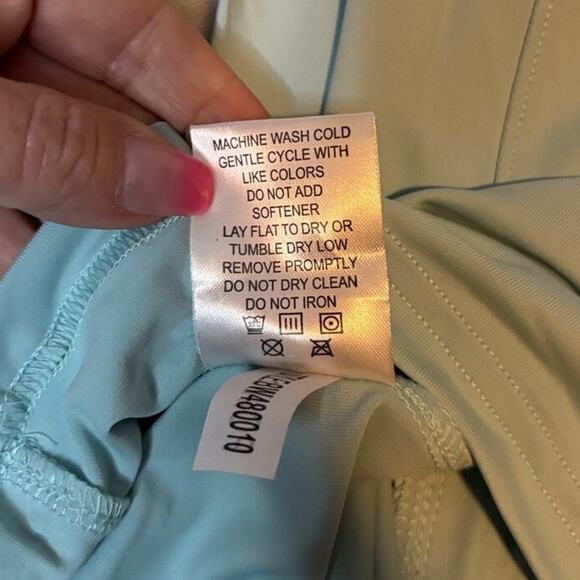 MACHINE WASH COLD
GENTLE CYCLE WITH
LIKE COLORS
DO NOT ADD
SOFTENER
LAY FLAT TO DRY OR
TUMBLE DRY LOW
REMOVE PROMPTLY
DO NOT DRY CLEAN
DO NOT IRON